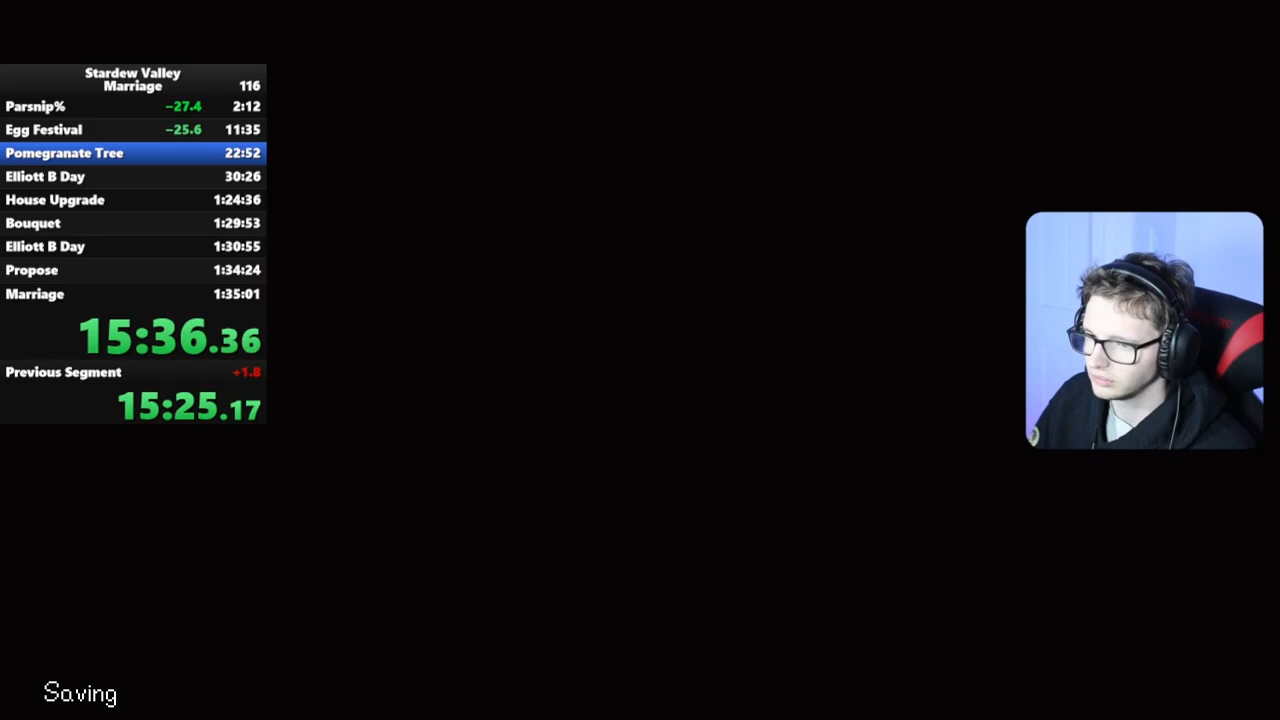 Stardew Valley
Marriage 116
Parsnip% −27.4 2:12
Egg Festival −25.6 11:35
Pomegranate Tree 22:52
Elliott B Day 30:26
House Upgrade 1:24:36
Bouquet 1:29:53
Elliott B Day 1:30:55
Propose 1:34:24
Marriage 1:35:01
15:36.36
Previous Segment +1.8
15:25.17
Saving